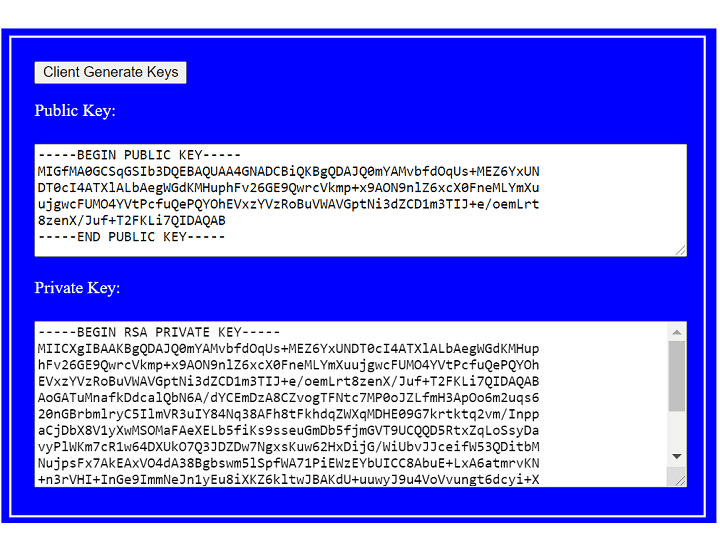 Client Generate Keys
Public Key:
-----BEGIN PUBLIC KEY-----
MIGfMA0GCSqGSIb3DQEBAQUAA4GNADCBiQKBgQDAJQ0mYAMvbfdOqUs+MEZ6YxUN
DT0cI4ATXlALbAegWGdKMHuphFv26GE9QwrcVkmp+x9AON9nlZ6xcX0FneMLYmXu
ujgwcFUMO4YVtPcfuQePQYOhEVxzYVzRoBuVWAVGptNi3dZCD1m3TIJ+e/oemLrt
8zenX/Juf+T2FKLi7QIDAQAB
-----END PUBLIC KEY-----
Private Key:
-----BEGIN RSA PRIVATE KEY-----
MIICXgIBAAKBgQDAJQ0mYAMvbfdOqUs+MEZ6YxUNDT0cI4ATXlALbAegWGdKMHup
hFv26GE9QwrcVkmp+x9AON9nlZ6xcX0FneMLYmXuujgwcFUMO4YVtPcfuQePQYOh
EVxzYVzRoBuVWAVGptNi3dZCD1m3TIJ+e/oemLrt8zenX/Juf+T2FKLi7QIDAQAB
AoGATuMnafkDdcalQbN6A/dYCEmDzA8CZvogTFNtc7MP0oJZLfmH3ApOo6m2uqs6
20nGBrbmlryC5IlmVR3uIY84Nq38AFh8tFkhdqZWXqMDHE09G7krtktq2vm/Inpp
aCjDbX8V1yXwMSOMaFAeXELb5fiKs9sseuGmDb5fjmGVT9UCQQD5RtxZqLoSsyDa
vyPlWKm7cR1w64DXUkO7Q3JDZDw7NgxsKuw62HxDijG/WiUbvJJceifW53QDitbM
NujpsFx7AkEAxVO4dA38Bgbswm5lSpfWA71PiEWzEYbUICC8AbuE+LxA6atmrvKN
+n3rVHI+InGe9ImmNeJn1yEu8iXKZ6kltwJBAKdU+uuwyJ9u4VoVvungt6dcyi+X